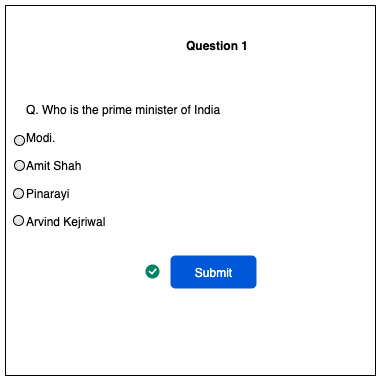 Question 1
Q. Who is the prime minister of India
Modi.
Amit Shah
Pinarayi
Arvind Kejriwal
Submit